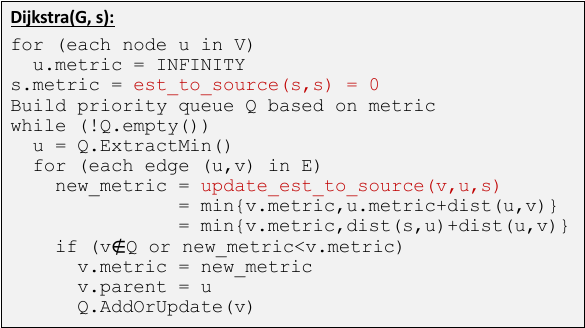 Dijkstra(G, s):
for (each node u in V)
  u.metric = INFINITY
s.metric = est_to_source(s,s) = 0
Build priority queue Q based on metric
while (!Q.empty())
  u = Q.ExtractMin()
  for (each edge (u,v) in E)
    new_metric = update_est_to_source(v,u,s)
               = min{v.metric,u.metric+dist(u,v)}
               = min{v.metric,dist(s,u)+dist(u,v)}
    if (v∉Q or new_metric<v.metric)
      v.metric = new_metric
      v.parent = u
      Q.AddOrUpdate(v)